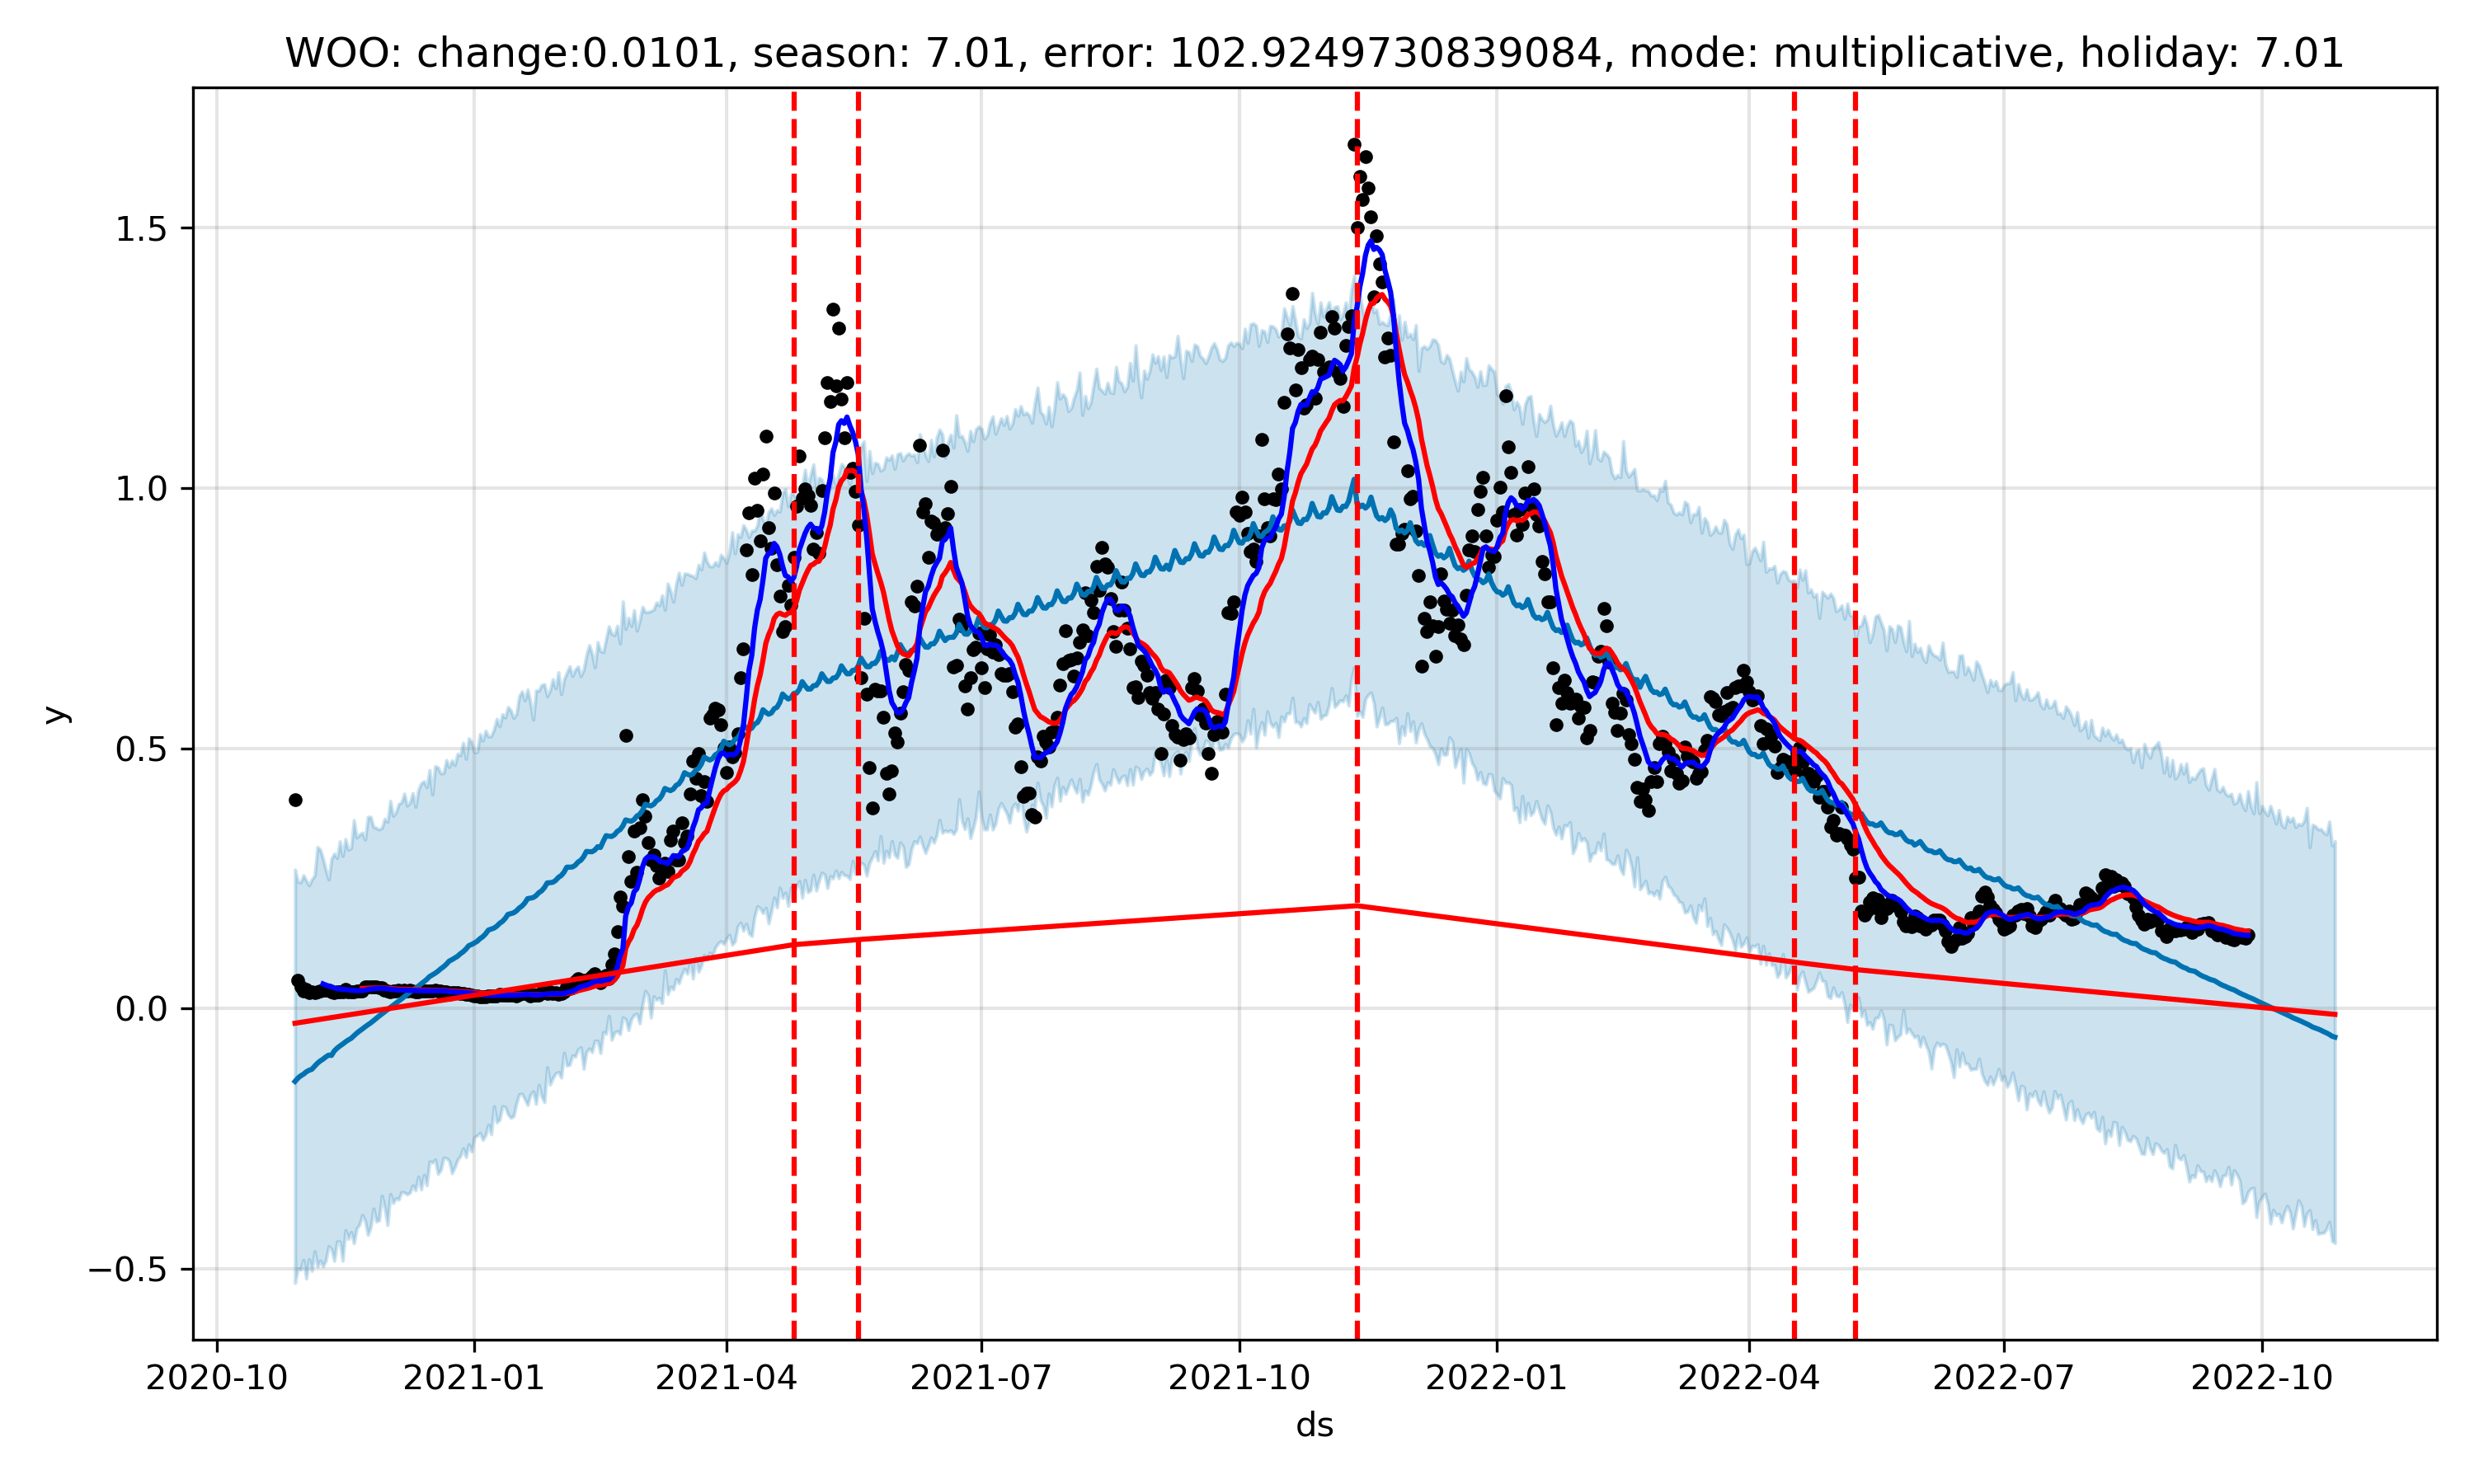 WOO: change:0.0101, season: 7.01, error: 102.9249730839084, mode: multiplicative, holiday: 7.01
1.5
1.0
0.5
0.0
−0.5
y
2020-10 2021-01 2021-04 2021-07 2021-10 2022-01 2022-04 2022-07 2022-10
ds